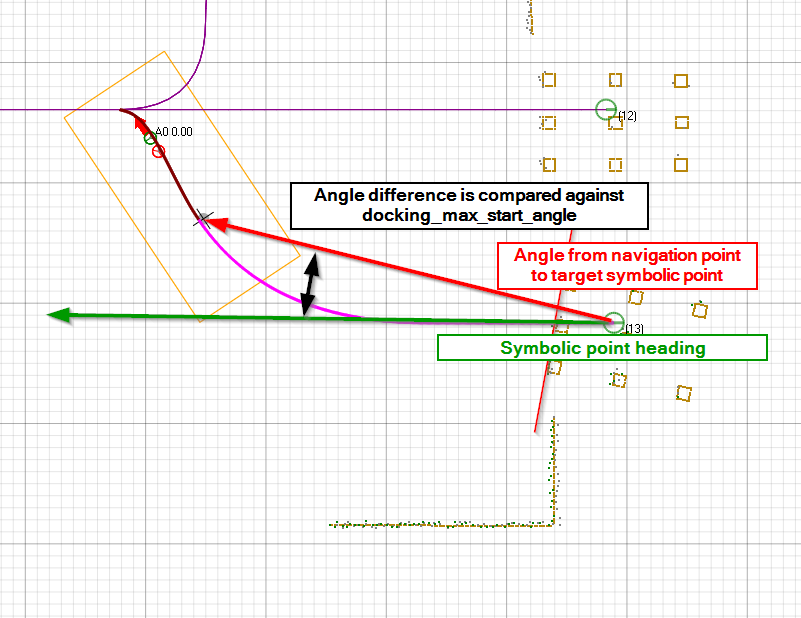 (12)
A0 0.00
Angle difference is compared against
docking_max_start_angle
Angle from navigation point
to target symbolic point
(13)
Symbolic point heading